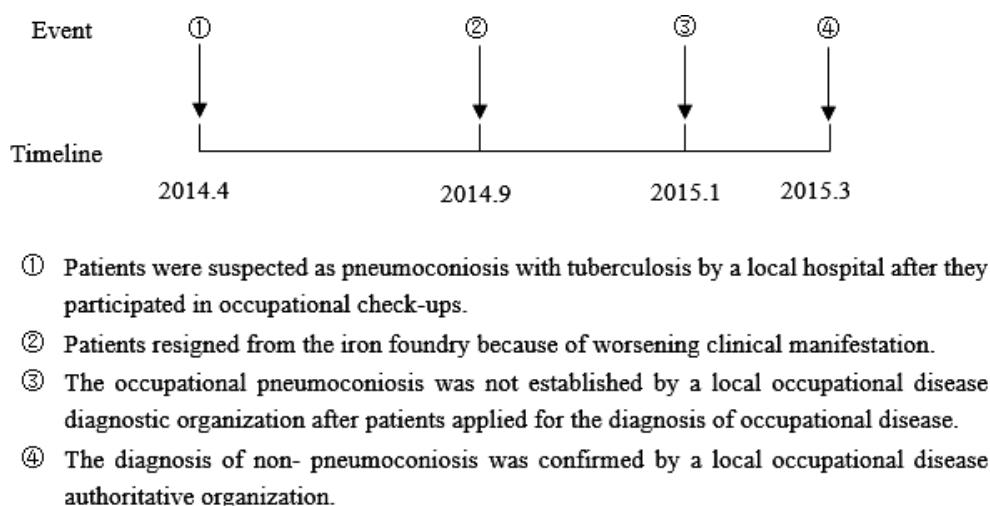 Event ① ② ③ ④
Timeline
2014.4 2014.9 2015.1 2015.3
① Patients were suspected as pneumoconiosis with tuberculosis by a local hospital after they
participated in occupational check-ups.
② Patients resigned from the iron foundry because of worsening clinical manifestation.
③ The occupational pneumoconiosis was not established by a local occupational disease
diagnostic organization after patients applied for the diagnosis of occupational disease.
④ The diagnosis of non- pneumoconiosis was confirmed by a local occupational disease
authoritative organization.